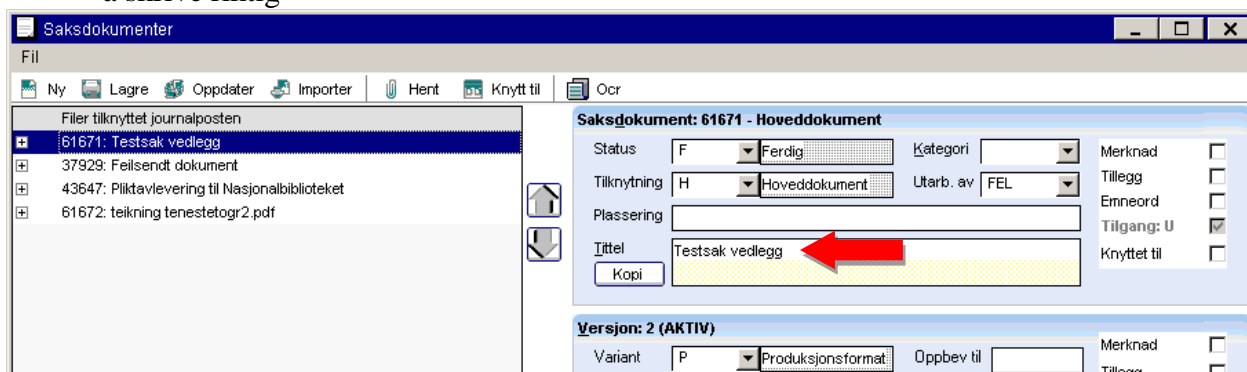 a skrive riktig
Saksdokumenter
Fil
Ny Lagre Oppdater Importer Hent Knytt til Ocr
Filer tilknyttet journalposten
61671: Testsak vedlegg
37929: Feilsendt dokument
43647: Pliktavlevering til Nasjonalbiblioteket
61672: teikning tenestetogr2.pdf
Saksdokument: 61671 - Hoveddokument
Status F Ferdig Kategori
Tilknytning H Hoveddokument Utarb. av FEL
Plassering
Tittel Testsak vedlegg
Kopi
Merknad
Tillegg
Emneord
Tilgang: U
Knyttet til
Versjon: 2 (AKTIV)
Variant P Produksjonsformat Oppbev til
Merknad
Tillegg